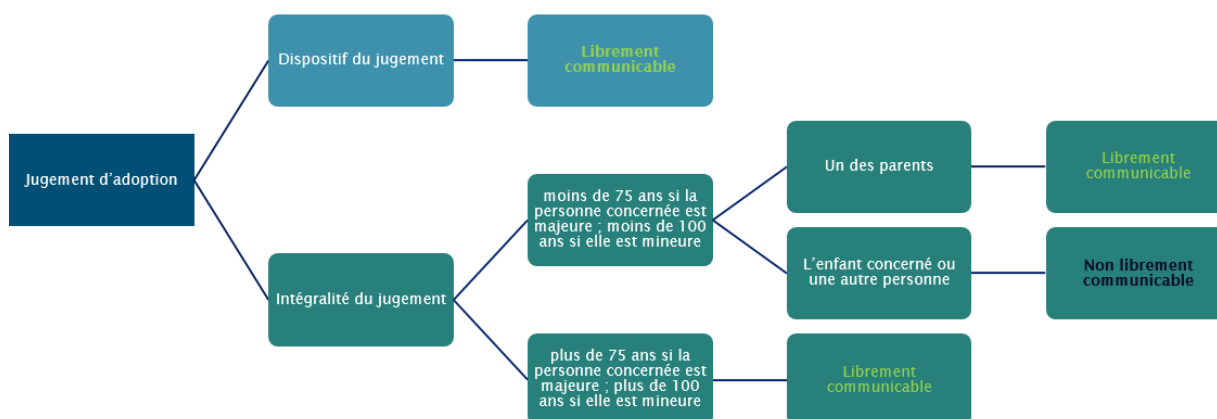 Jugement d'adoption
Dispositif du jugement
Librement
communicable
Intégralité du jugement
moins de 75 ans si la
personne concernée est
majeure ; moins de 100
ans si elle est mineure
Un des parents
Librement
communicable
L'enfant concerné ou
une autre personne
Non librement
communicable
plus de 75 ans si la
personne concernée est
majeure ; plus de 100
ans si elle est mineure
Librement
communicable